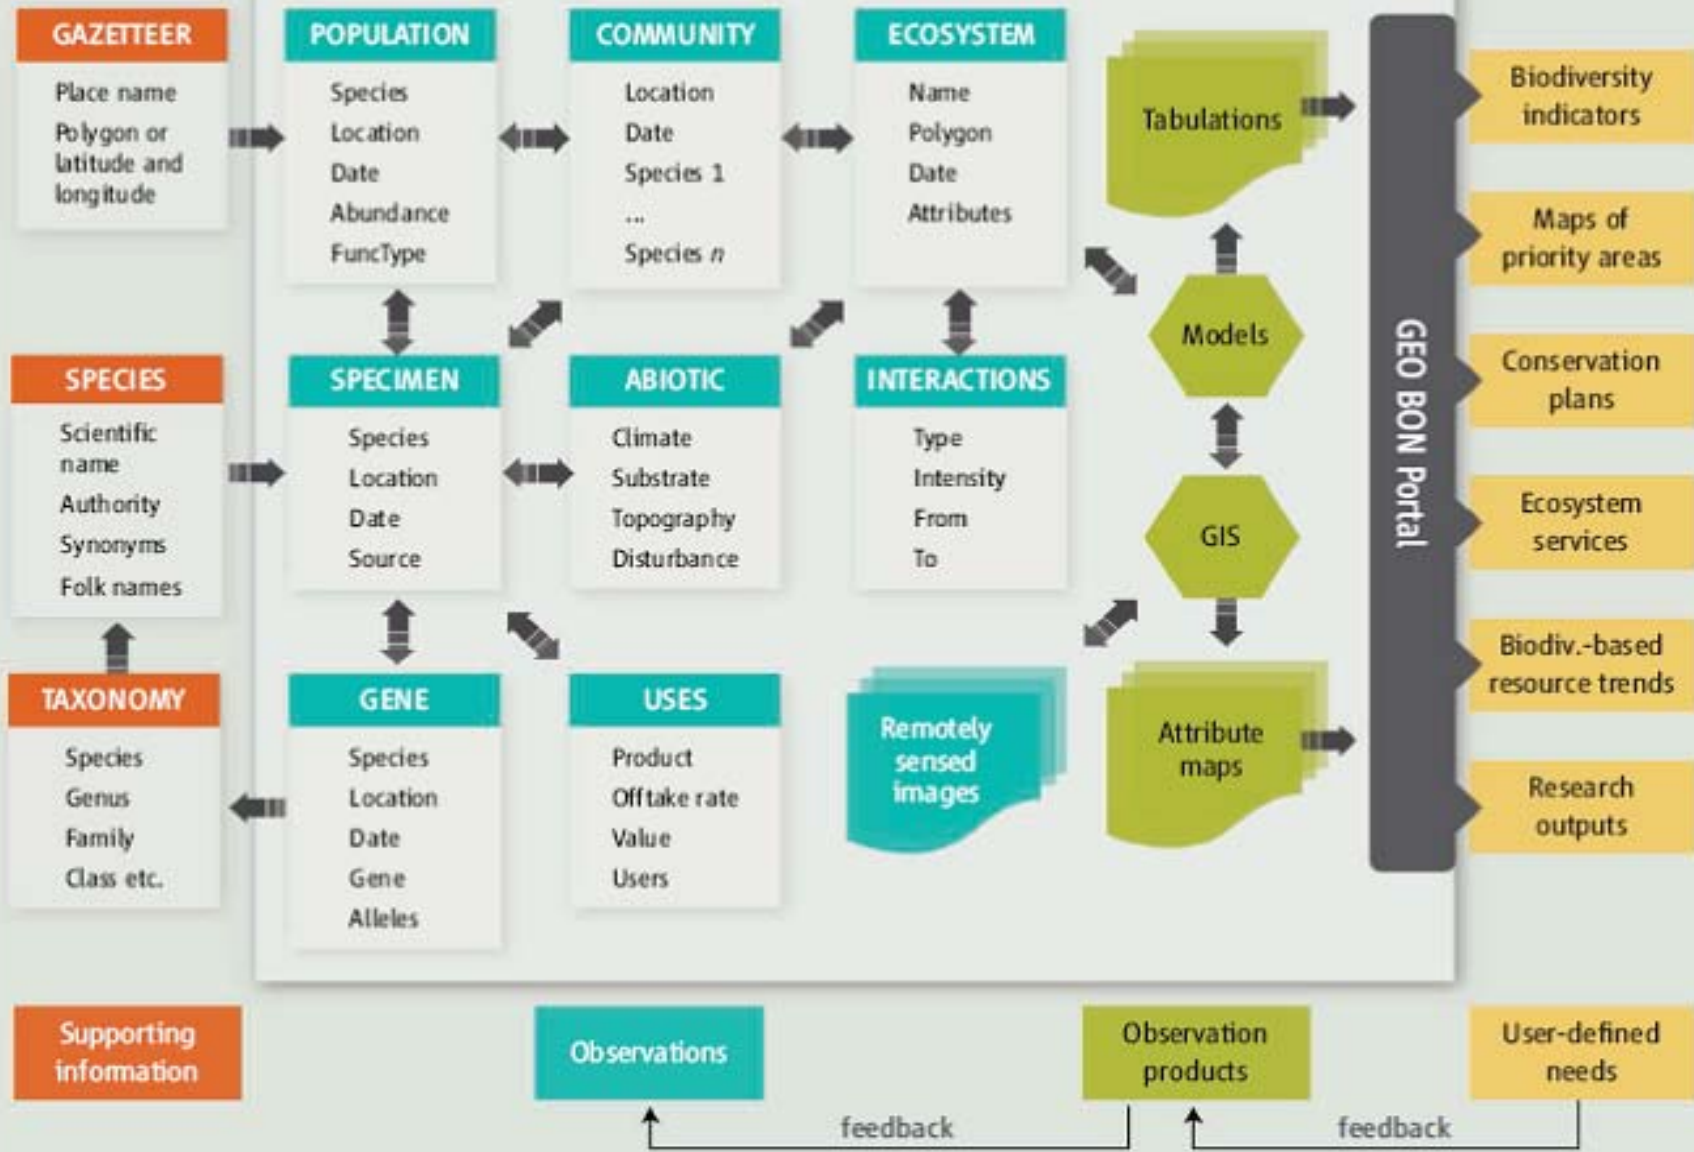 GAZETTEER
Place name
Polygon or
latitude and
longitude
POPULATION
Species
Location
Date
Abundance
FuncType
COMMUNITY
Location
Date
Species 1
...
Species n
ECOSYSTEM
Name
Polygon
Date
Attributes
Tabulations
Models
GIS
SPECIES
Scientific
name
Authority
Synonyms
Folk names
SPECIMEN
Species
Location
Date
Source
ABIOTIC
Climate
Substrate
Topography
Disturbance
INTERACTIONS
Type
Intensity
From
To
TAXONOMY
Species
Genus
Family
Class etc.
GENE
Species
Location
Date
Gene
Alleles
USES
Product
Offtake rate
Value
Users
Remotely
sensed
images
Attribute
maps
GEO BON Portal
Biodiversity
indicators
Maps of
priority areas
Conservation
plans
Ecosystem
services
Biodiv.-based
resource trends
Research
outputs
Supporting
information
Observations
Observation
products
User-defined
needs
feedback
feedback